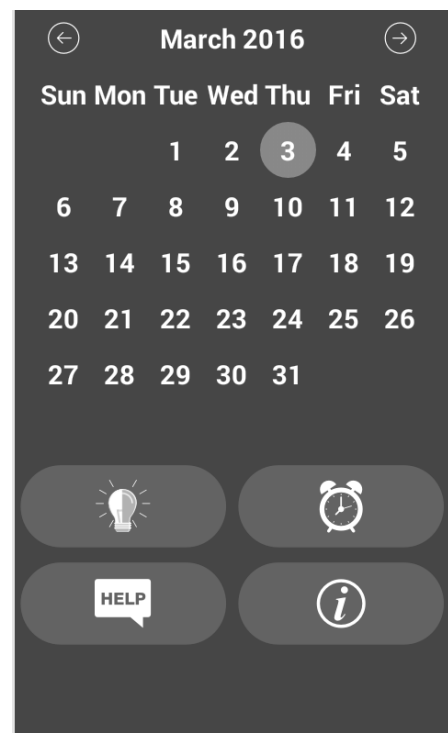 March 2016
Sun Mon Tue Wed Thu Fri Sat
1 2 3 4 5
6 7 8 9 10 11 12
13 14 15 16 17 18 19
20 21 22 23 24 25 26
27 28 29 30 31
HELP
i